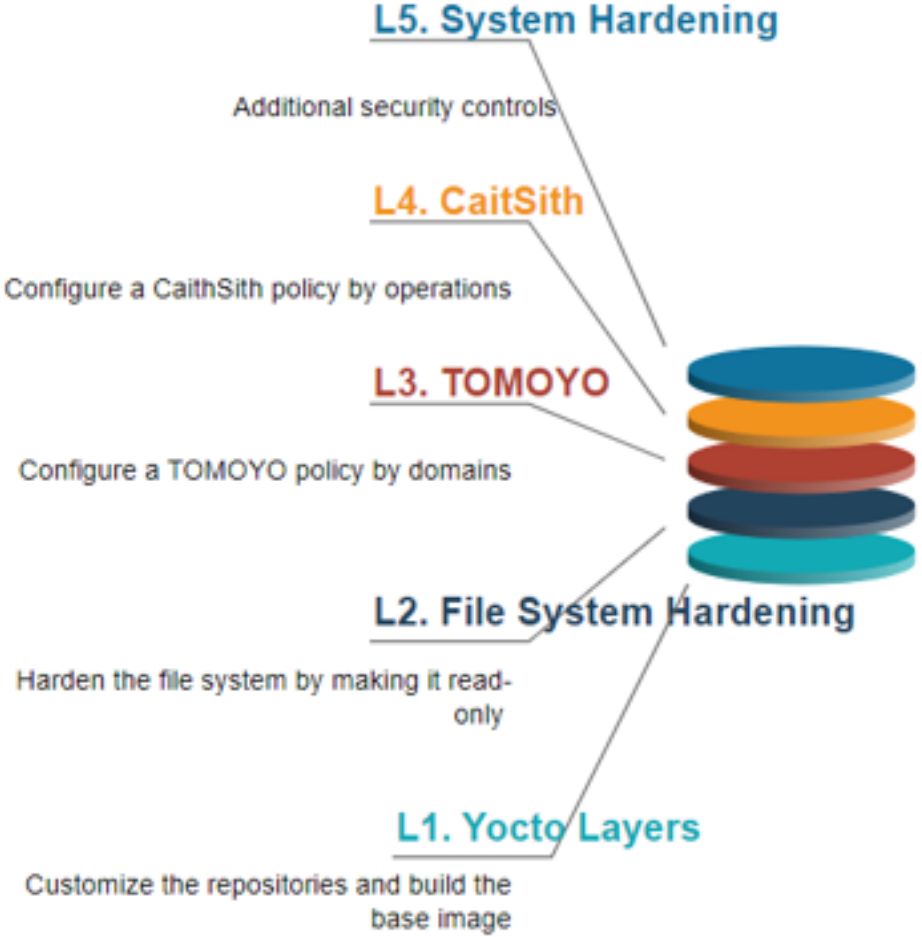 L5. System Hardening
Additional security controls
L4. CaitSith
Configure a CaithSith policy by operations
L3. TOMOYO
Configure a TOMOYO policy by domains
L2. File System Hardening
Harden the file system by making it read-
only
L1. Yocto Layers
Customize the repositories and build the
base image